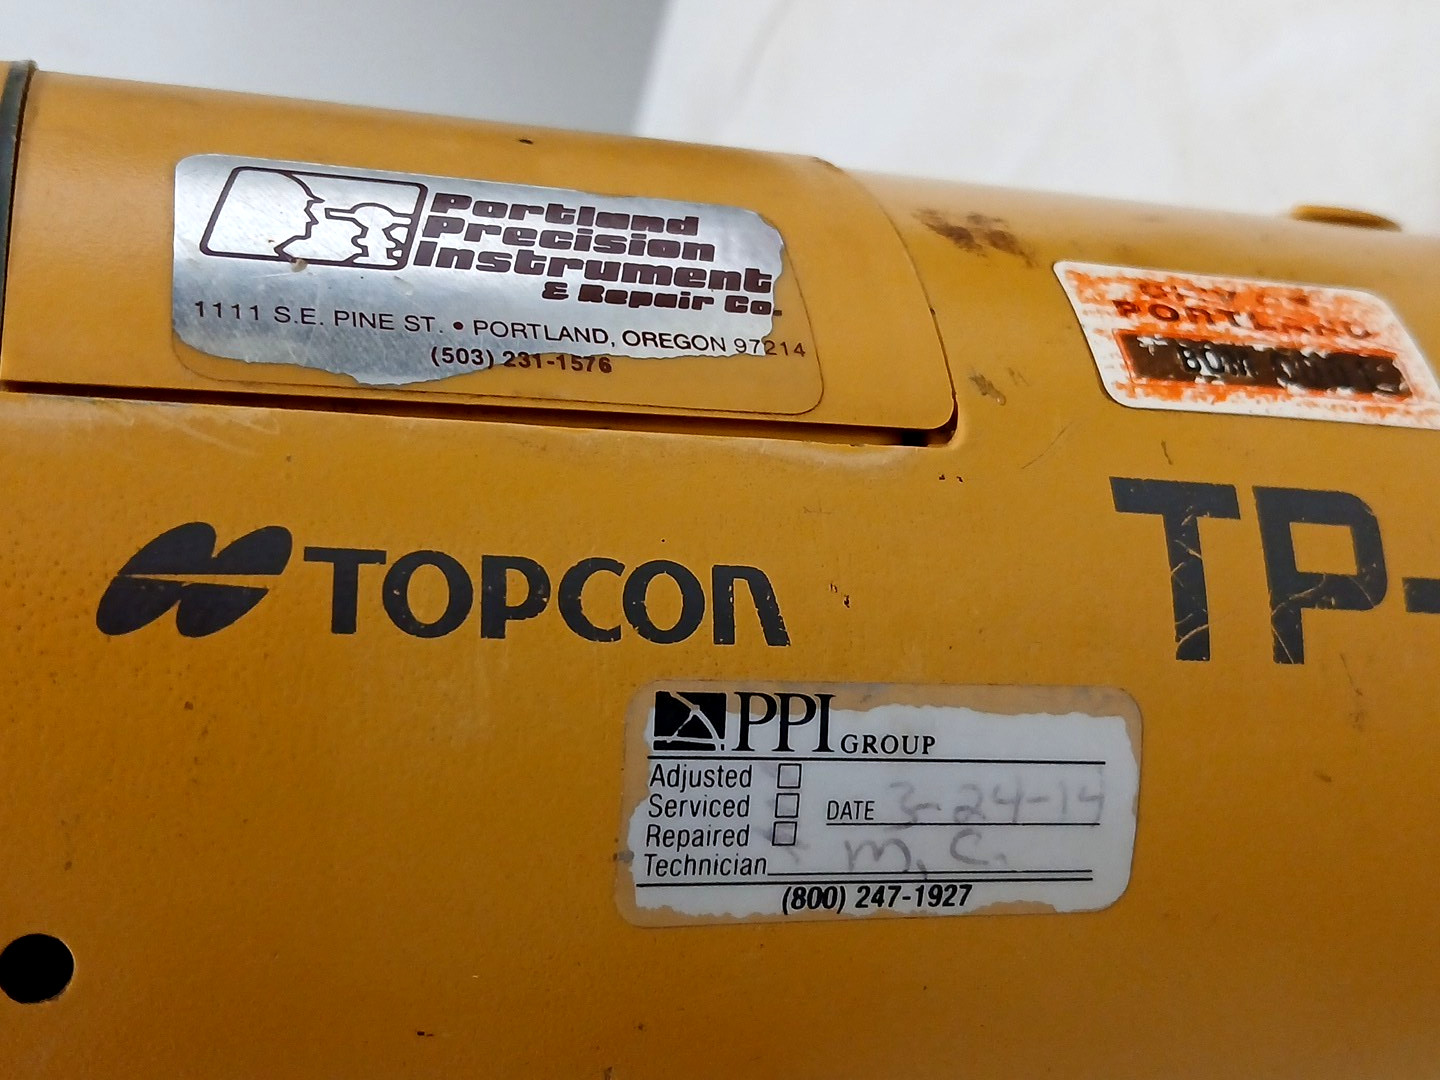 Portland
Precision
Instrument
& Repair Co.
1111 S.E. PINE ST. • PORTLAND, OREGON 97214
(503) 231-1576
PORTLAND
TOPCON
TP-
PPI GROUP
Adjusted
Serviced
DATE 3-24-14
Repaired
Technician M.C.
(800) 247-1927